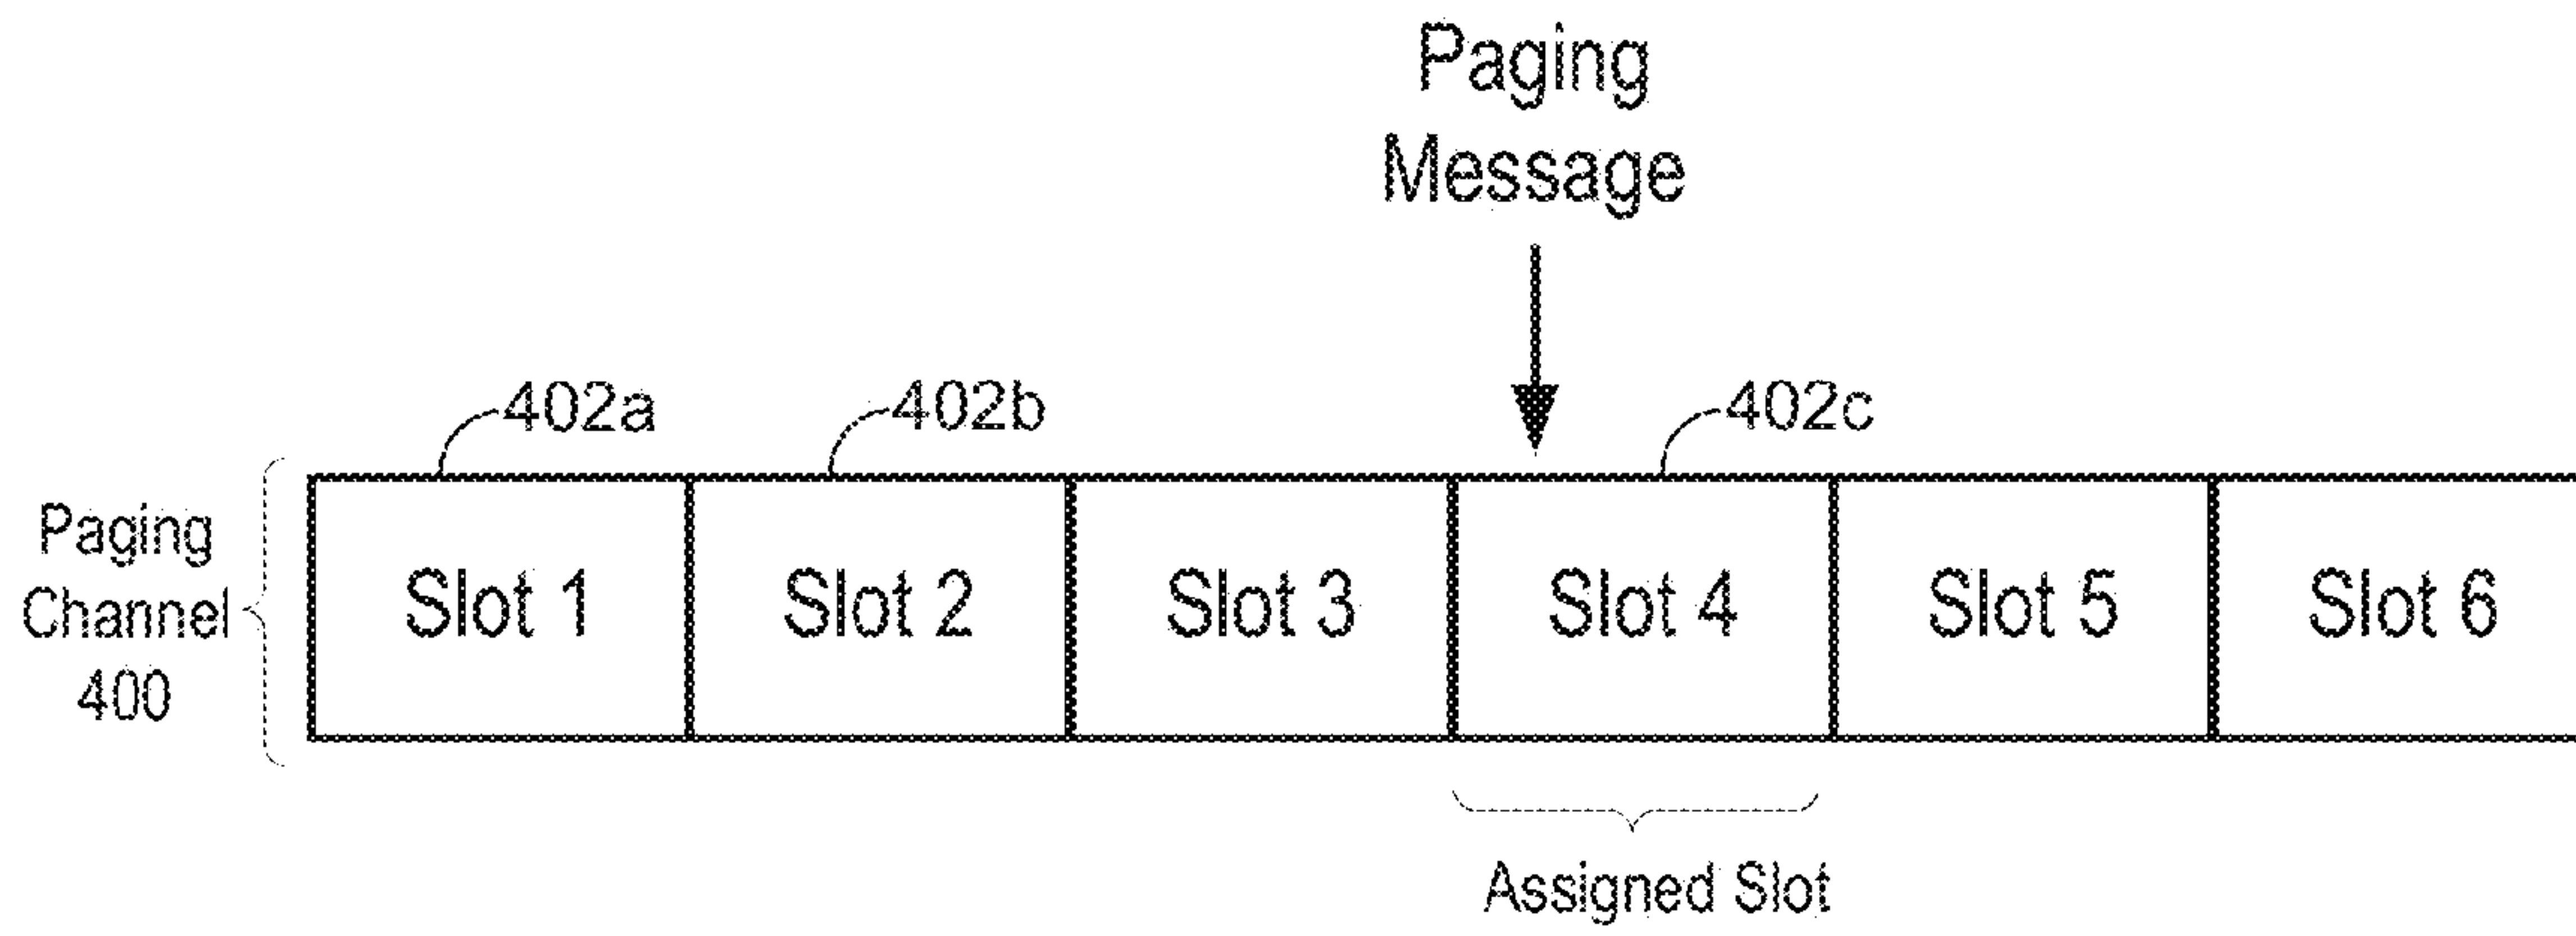 Paging
Message
402a
402b
402c
Paging
Channel
400
Slot 1
Slot 2
Slot 3
Slot 4
Slot 5
Slot 6
Assigned Slot